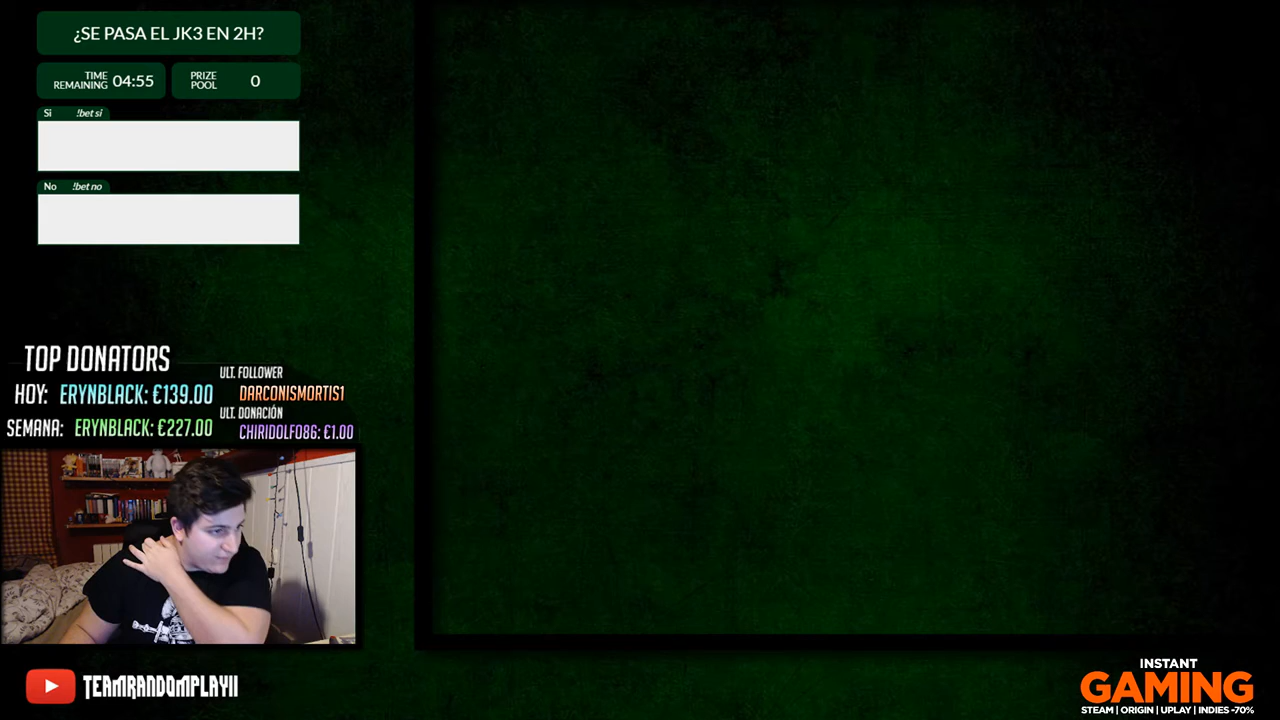 ¿SE PASA EL JK3 EN 2H?
TIME REMAINING 04:55
PRIZE POOL 0
Si !bet si
No !bet no
TOP DONATORS
HOY: ERYNBLACK: €139.00
SEMANA: ERYNBLACK: €227.00
ULT. FOLLOWER
DARCONISMORTIS1
ULT. DONACIÓN
CHIRIDOLFO86: €1.00
TEAMRANDOMPLAYII
INSTANT
GAMING
STEAM | ORIGIN | UPLAY | INDIES -70%